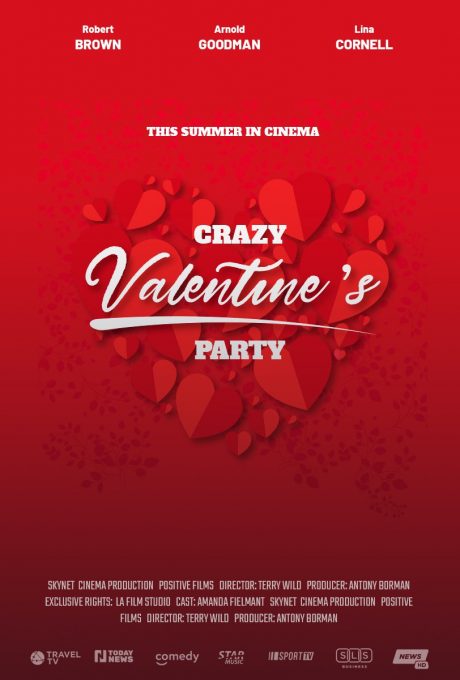 Robert Arnold Lina
BROWN GOODMAN CORNELL
THIS SUMMER IN CINEMA
CRAZY
Valentine's
PARTY
SKYNET CINEMA PRODUCTION POSITIVE FILMS DIRECTOR: TERRY WILD PRODUCER: ANTONY BORMAN
EXCLUSIVE RIGHTS: LA FILM STUDIO CAST: AMANDA FIELMANT SKYNET CINEMA PRODUCTION POSITIVE
FILMS DIRECTOR: TERRY WILD PRODUCER: ANTONY BORMAN
TRAVEL TV
TODAY NEWS
comedy
STAR MUSIC
SPORT TV
SLS BUSINESS
NEWS HD